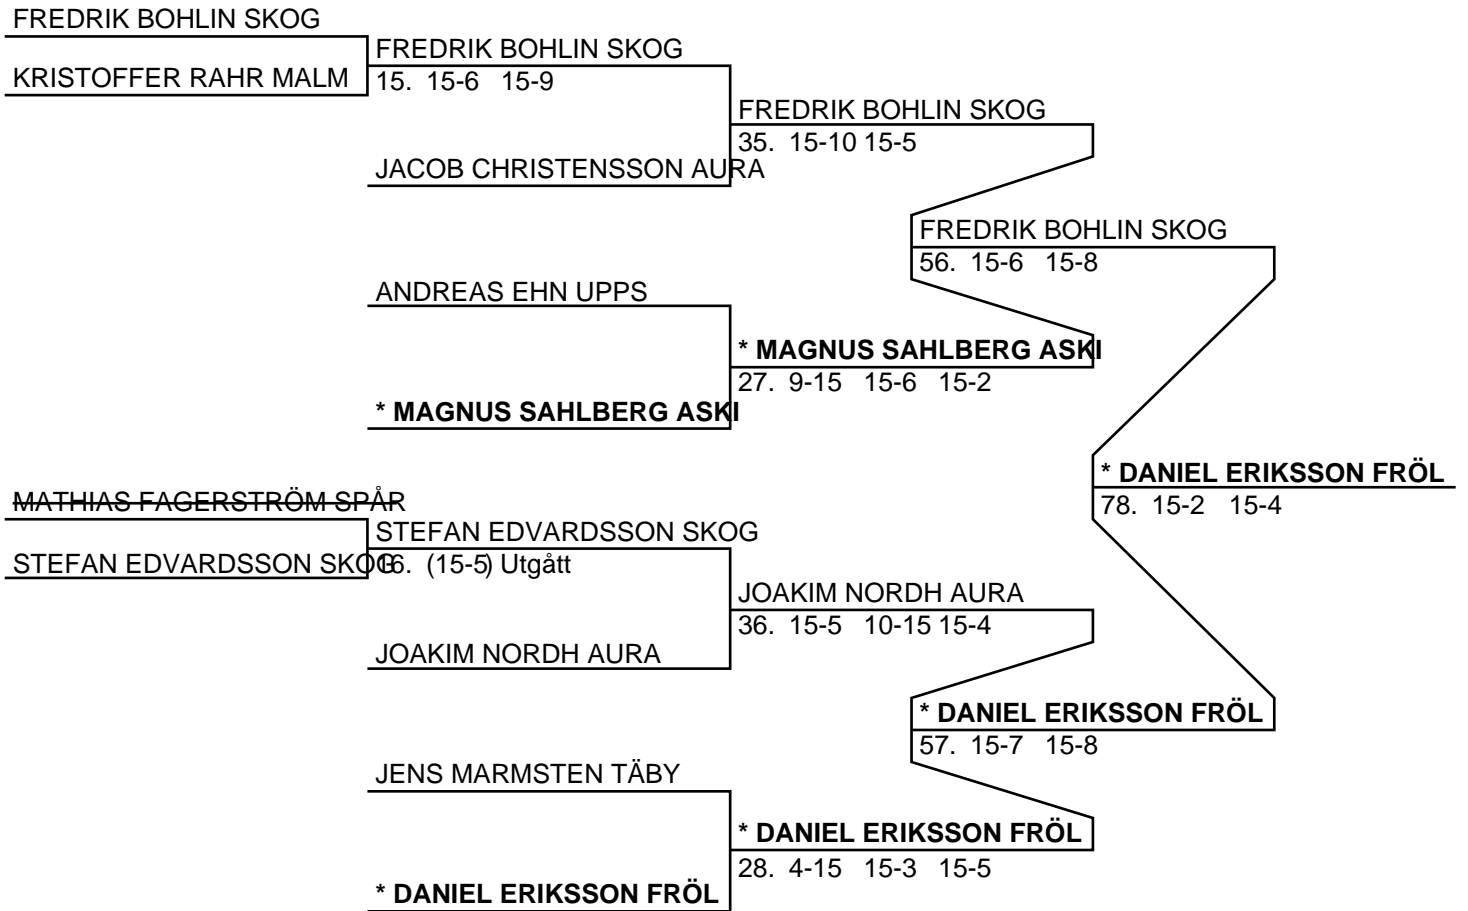 FREDRIK BOHLIN SKOG
FREDRIK BOHLIN SKOG
KRISTOFFER RAHR MALM
15. 15-6 15-9
FREDRIK BOHLIN SKOG
35. 15-10 15-5
JACOB CHRISTENSSON AURA
FREDRIK BOHLIN SKOG
56. 15-6 15-8
ANDREAS EHN UPPS
* MAGNUS SAHLBERG ASKI
27. 9-15 15-6 15-2
* MAGNUS SAHLBERG ASKI
* DANIEL ERIKSSON FRÖL
78. 15-2 15-4
MATHIAS FAGERSTRÖM SPÅR
STEFAN EDVARDSSON SKOG
STEFAN EDVARDSSON SKOG
16. (15-5) Utgått
JOAKIM NORDH AURA
36. 15-5 10-15 15-4
JOAKIM NORDH AURA
* DANIEL ERIKSSON FRÖL
57. 15-7 15-8
JENS MARMSTEN TÄBY
* DANIEL ERIKSSON FRÖL
28. 4-15 15-3 15-5
* DANIEL ERIKSSON FRÖL